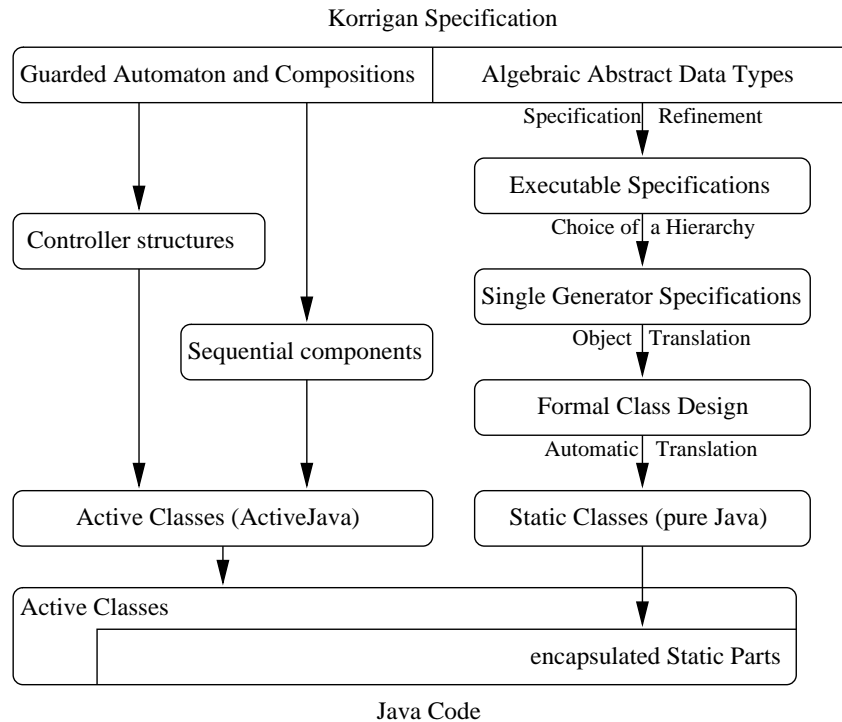 Korrigan Specification
Guarded Automaton and Compositions
Algebraic Abstract Data Types
Specification Refinement
Executable Specifications
Choice of a Hierarchy
Controller structures
Single Generator Specifications
Object Translation
Sequential components
Formal Class Design
Automatic Translation
Active Classes (ActiveJava)
Static Classes (pure Java)
Active Classes
encapsulated Static Parts
Java Code